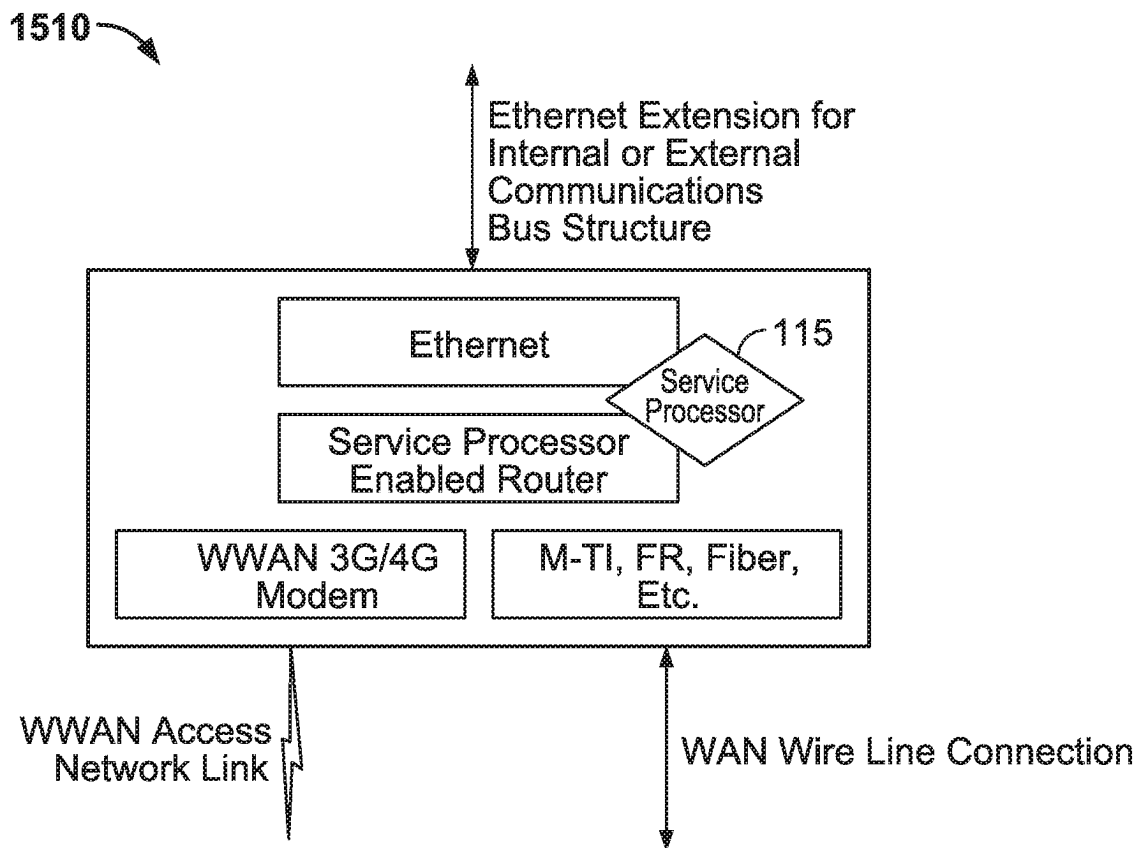 1510
Ethernet Extension for
Internal or External
Communications
Bus Structure
Ethernet
115
Service
Processor
Service Processor
Enabled Router
WWAN 3G/4G
Modem
M-TI, FR, Fiber,
Etc.
WWAN Access
Network Link
WAN Wire Line Connection